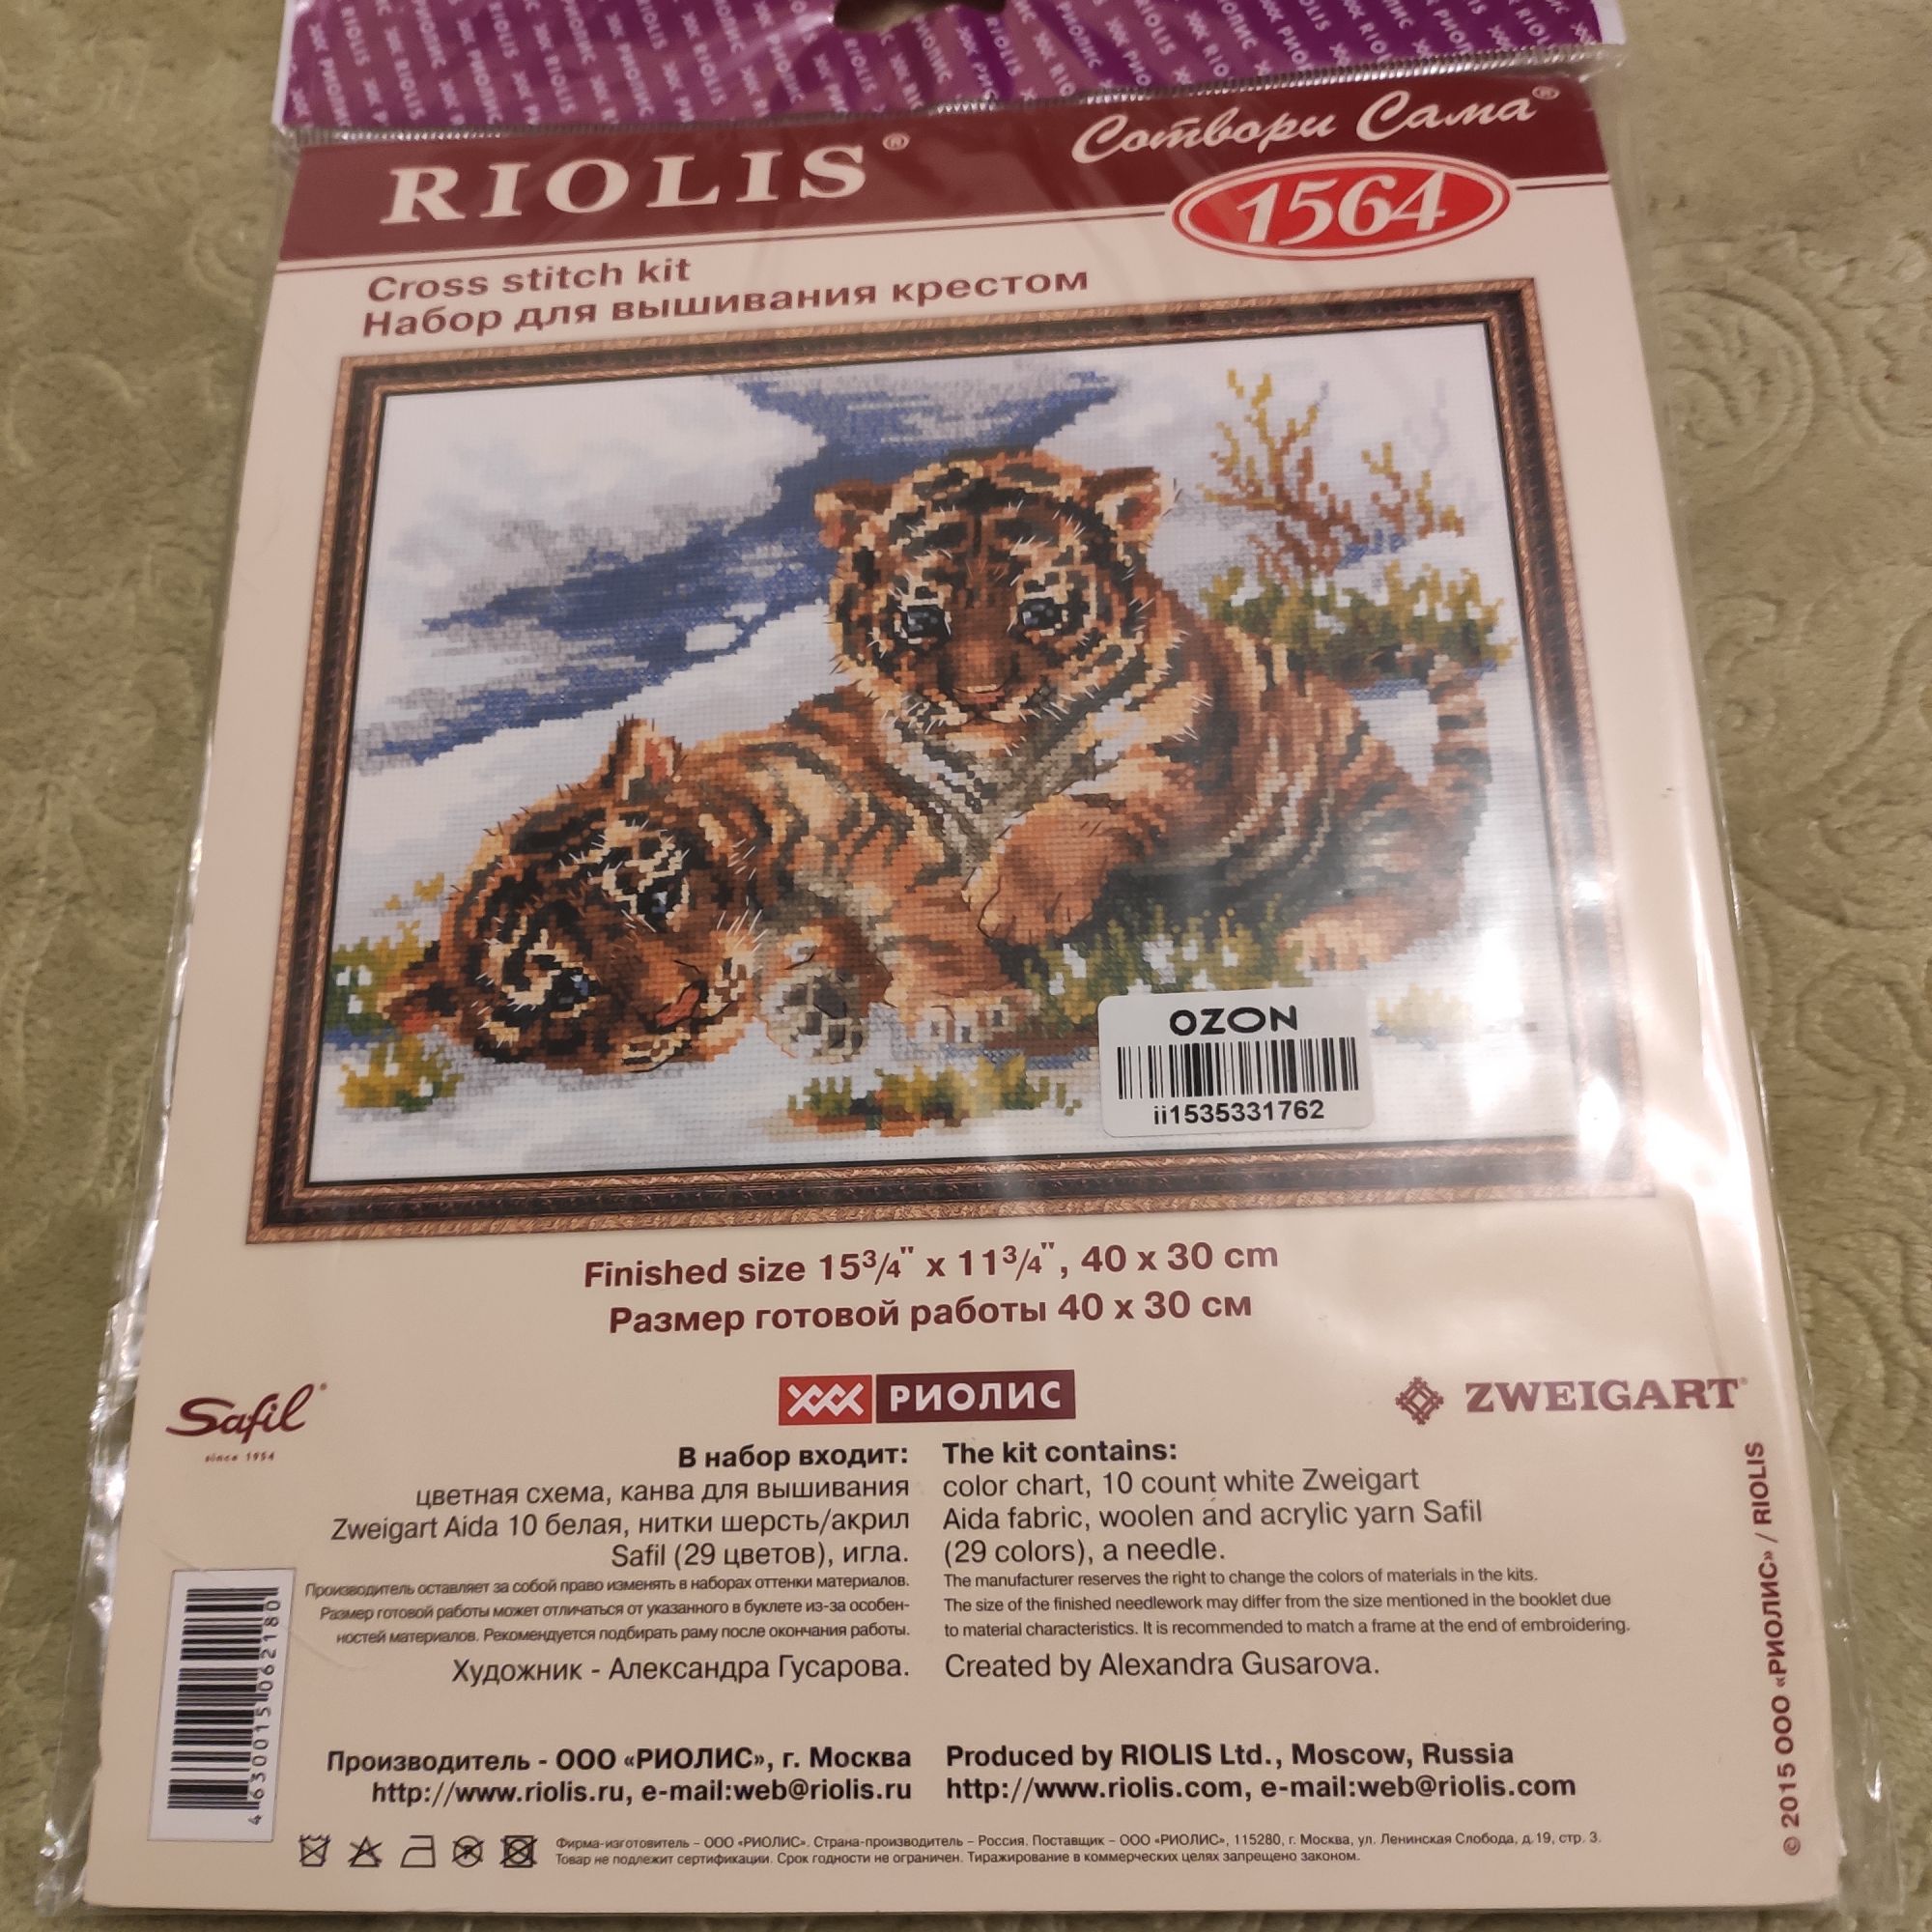 RIOLIS®
Сотвори Сама®
1564
Cross stitch kit
Набор для вышивания крестом
OZON
ii1535331762
Finished size 15³/₄" x 11³/₄", 40 x 30 cm
Размер готовой работы 40 x 30 см
Safil®
since 1954
РИОЛИС
ZWEIGART®
В набор входит:
цветная схема, канва для вышивания
Zweigart Aida 10 белая, нитки шерсть/акрил
Safil (29 цветов), игла.
Производитель оставляет за собой право изменять в наборах оттенки материалов.
Размер готовой работы может отличаться от указанного в буклете из-за особен-
ностей материалов. Рекомендуется подбирать раму после окончания работы.
Художник - Александра Гусарова.
The kit contains:
color chart, 10 count white Zweigart
Aida fabric, woolen and acrylic yarn Safil
(29 colors), a needle.
The manufacturer reserves the right to change the colors of materials in the kits.
The size of the finished needlework may differ from the size mentioned in the booklet due
to material characteristics. It is recommended to match a frame at the end of embroidering.
Created by Alexandra Gusarova.
Производитель - ООО «РИОЛИС», г. Москва
http://www.riolis.ru, e-mail:web@riolis.ru
Produced by RIOLIS Ltd., Moscow, Russia
http://www.riolis.com, e-mail:web@riolis.com
4630015062180
Фирма-изготовитель – ООО «РИОЛИС». Страна-производитель – Россия. Поставщик – ООО «РИОЛИС», 115280, г. Москва, ул. Ленинская Слобода, д.19, стр. 3.
Товар не подлежит сертификации. Срок годности не ограничен. Тиражирование в коммерческих целях запрещено законом.
© 2015 ООО «РИОЛИС» / RIOLIS